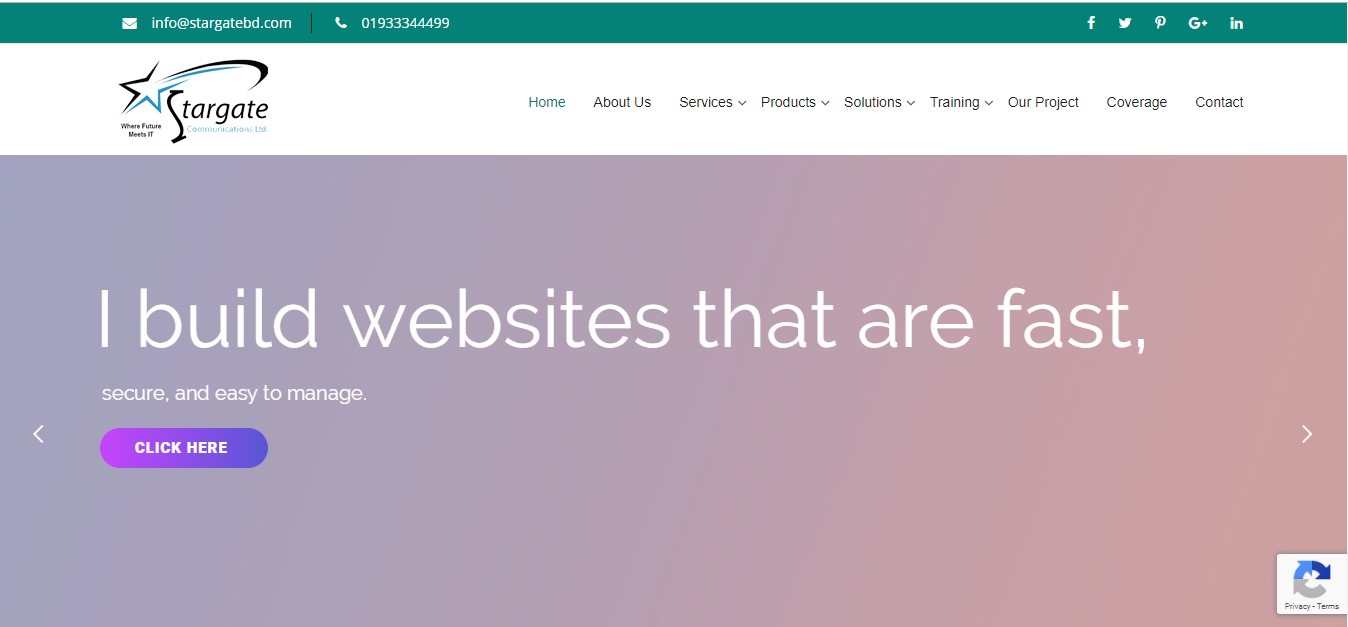 info@stargatebd.com 01933344499
Stargate
Communications Ltd
Where Future
Meets IT
Home About Us Services Products Solutions Training Our Project Coverage Contact
I build websites that are fast,
secure, and easy to manage.
CLICK HERE
Privacy - Terms